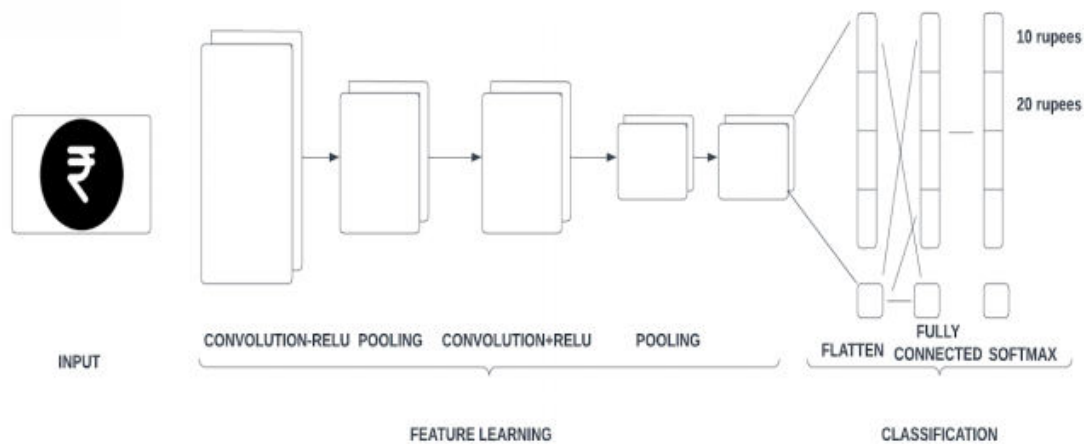 10 rupees
20 rupees
₹
CONVOLUTION-RELU POOLING CONVOLUTION+RELU POOLING
FLATTEN FULLY CONNECTED SOFTMAX
INPUT
FEATURE LEARNING CLASSIFICATION